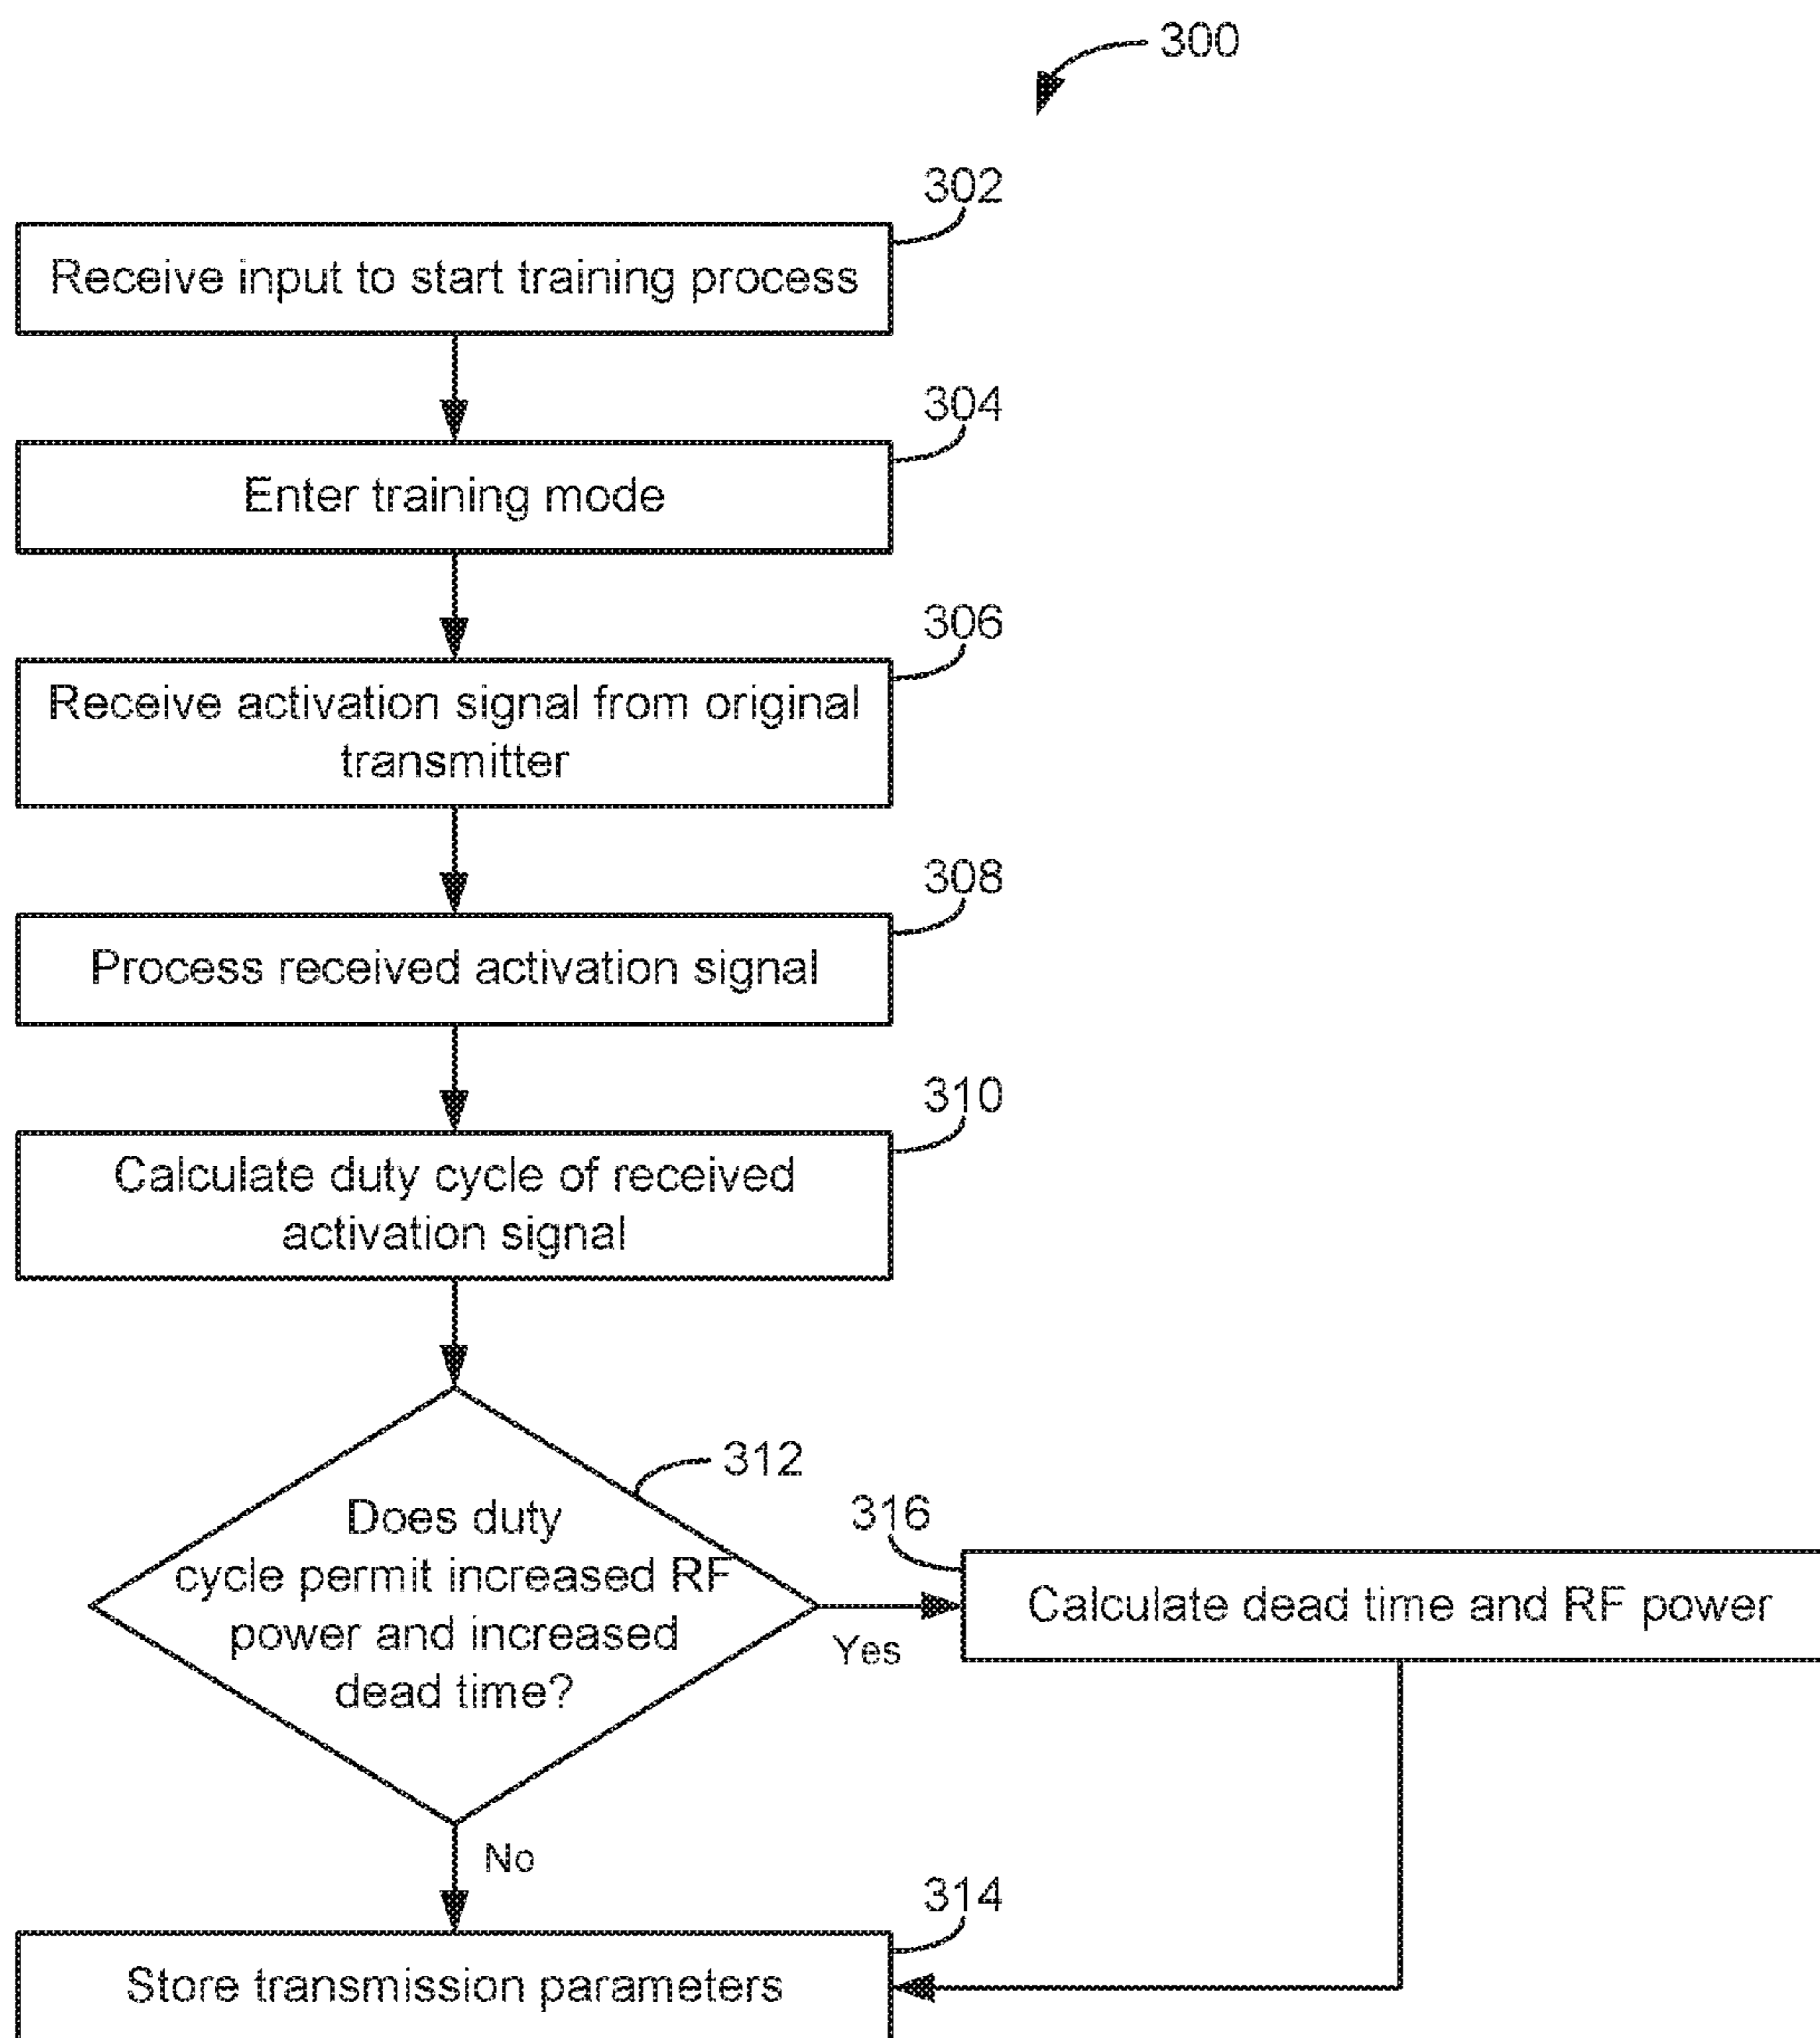 300
302
Receive input to start training process
304
Enter training mode
306
Receive activation signal from original
transmitter
308
Process received activation signal
310
Calculate duty cycle of received
activation signal
312
Does duty
cycle permit increased RF
power and increased
dead time?
316
Calculate dead time and RF power
Yes
No
314
Store transmission parameters